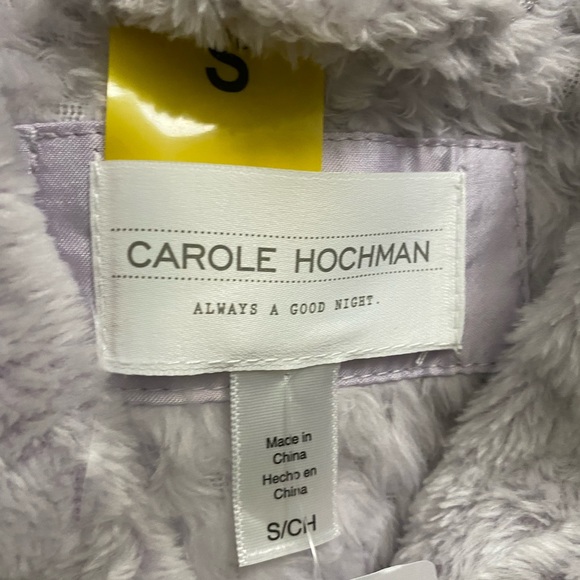 S
CAROLE HOCHMAN
ALWAYS A GOOD NIGHT.
Made in
China
Hecho en
China
S/CH